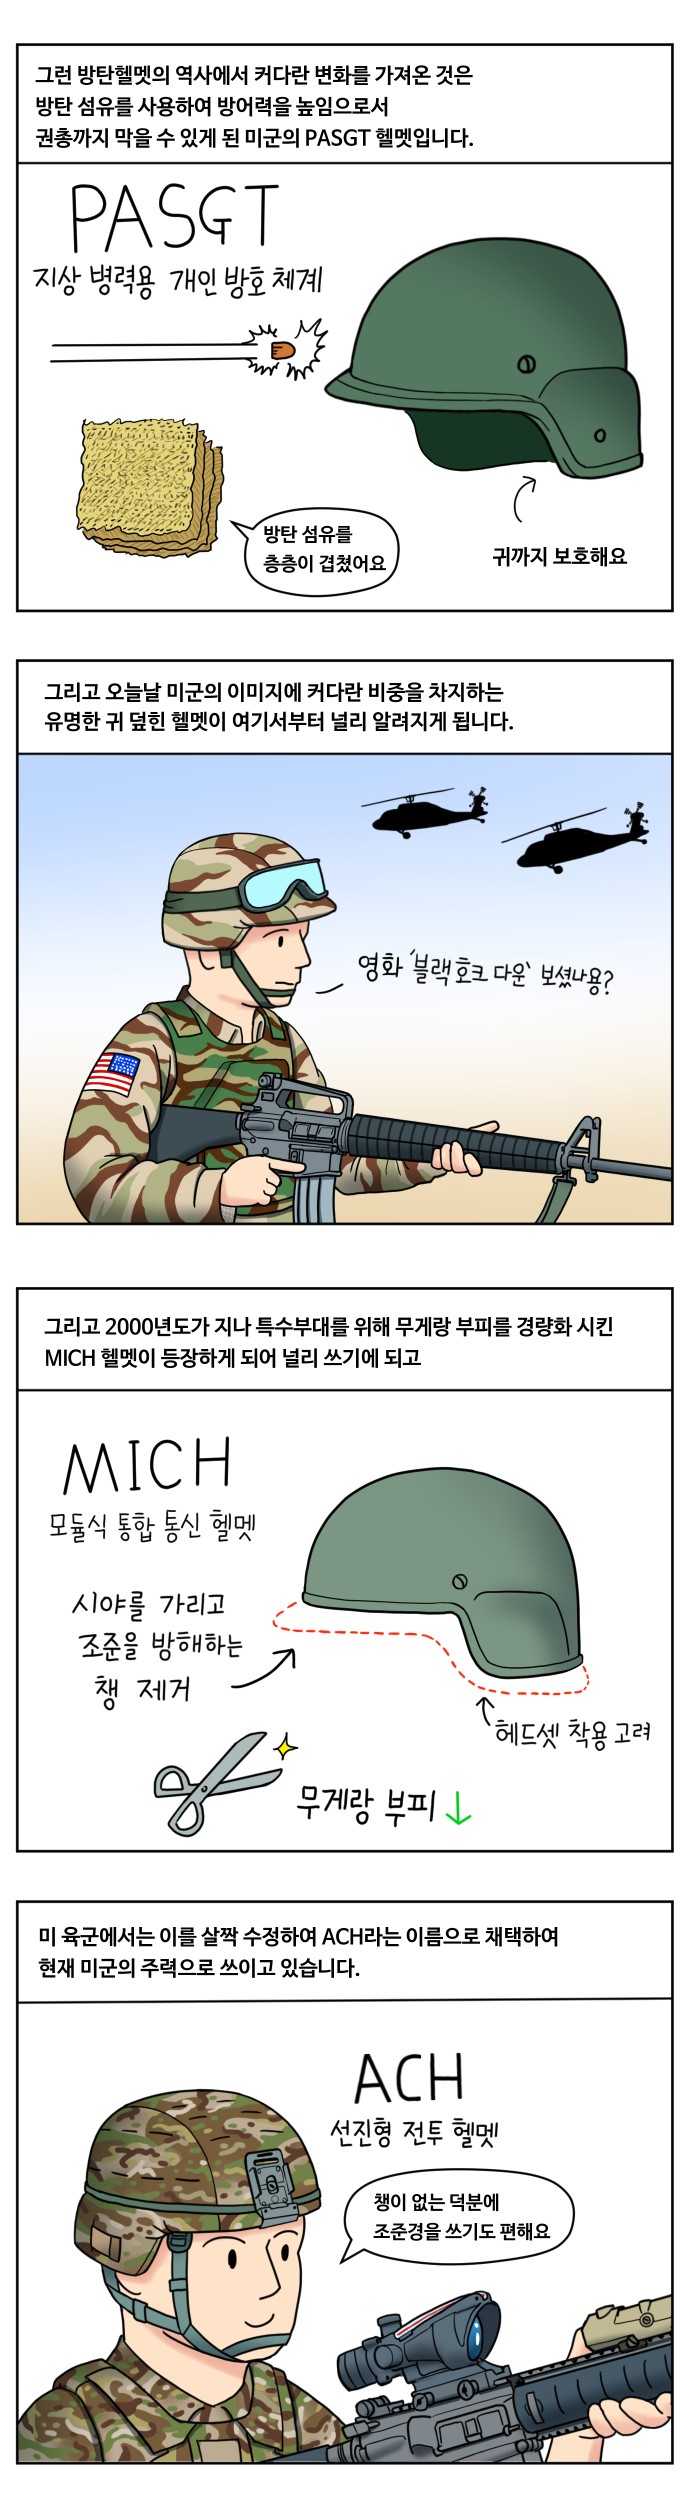 그런 방탄헬멧의 역사에서 커다란 변화를 가져온 것은
방탄 섬유를 사용하여 방어력을 높임으로서
권총까지 막을 수 있게 된 미군의 PASGT 헬멧입니다.
PASGT
지상 병력용 개인 방호 체계
방탄 섬유를
층층이 겹쳤어요
귀까지 보호해요
그리고 오늘날 미군의 이미지에 커다란 비중을 차지하는
유명한 귀 덮힌 헬멧이 여기서부터 널리 알려지게 됩니다.
영화 '블랙 호크 다운' 보셨나용?
그리고 2000년도가 지나 특수부대를 위해 무게랑 부피를 경량화 시킨
MICH 헬멧이 등장하게 되어 널리 쓰기에 되고
MICH
모듈식 통합 통신 헬멧
시야를 가리고
조준을 방해하는
챙 제거
헤드셋 착용 고려
무게랑 부피 ↓
미 육군에서는 이를 살짝 수정하여 ACH라는 이름으로 채택하여
현재 미군의 주력으로 쓰이고 있습니다.
ACH
선진형 전투 헬멧
챙이 없는 덕분에
조준경을 쓰기도 편해요